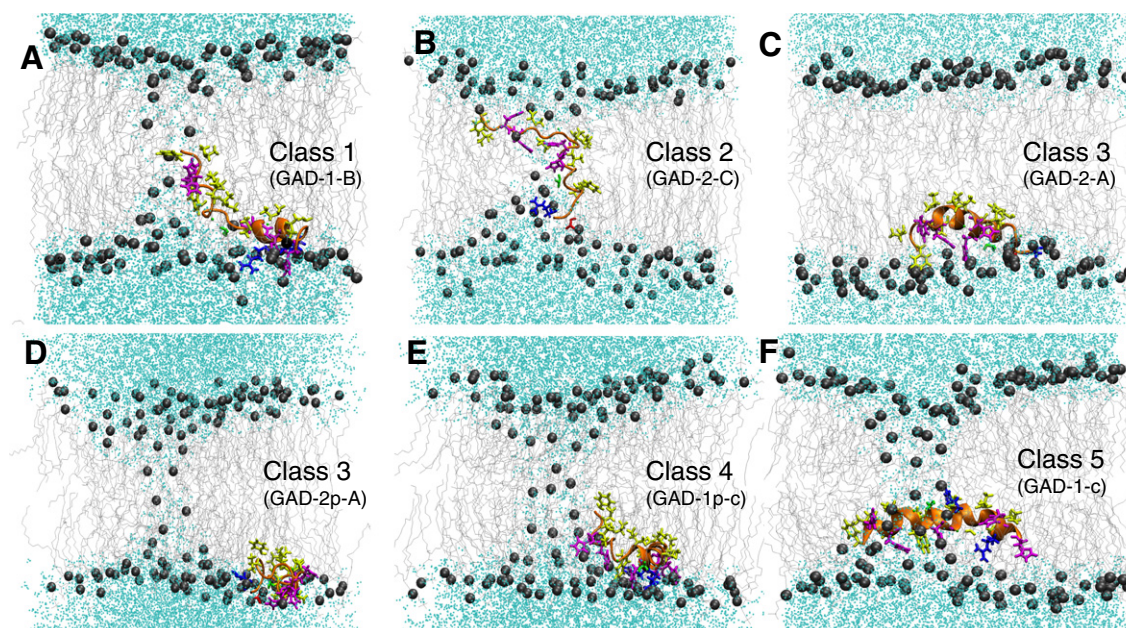 A
Class 1
(GAD-1-B)
B
Class 2
(GAD-2-C)
C
Class 3
(GAD-2-A)
D
Class 3
(GAD-2p-A)
E
Class 4
(GAD-1p-c)
F
Class 5
(GAD-1-c)